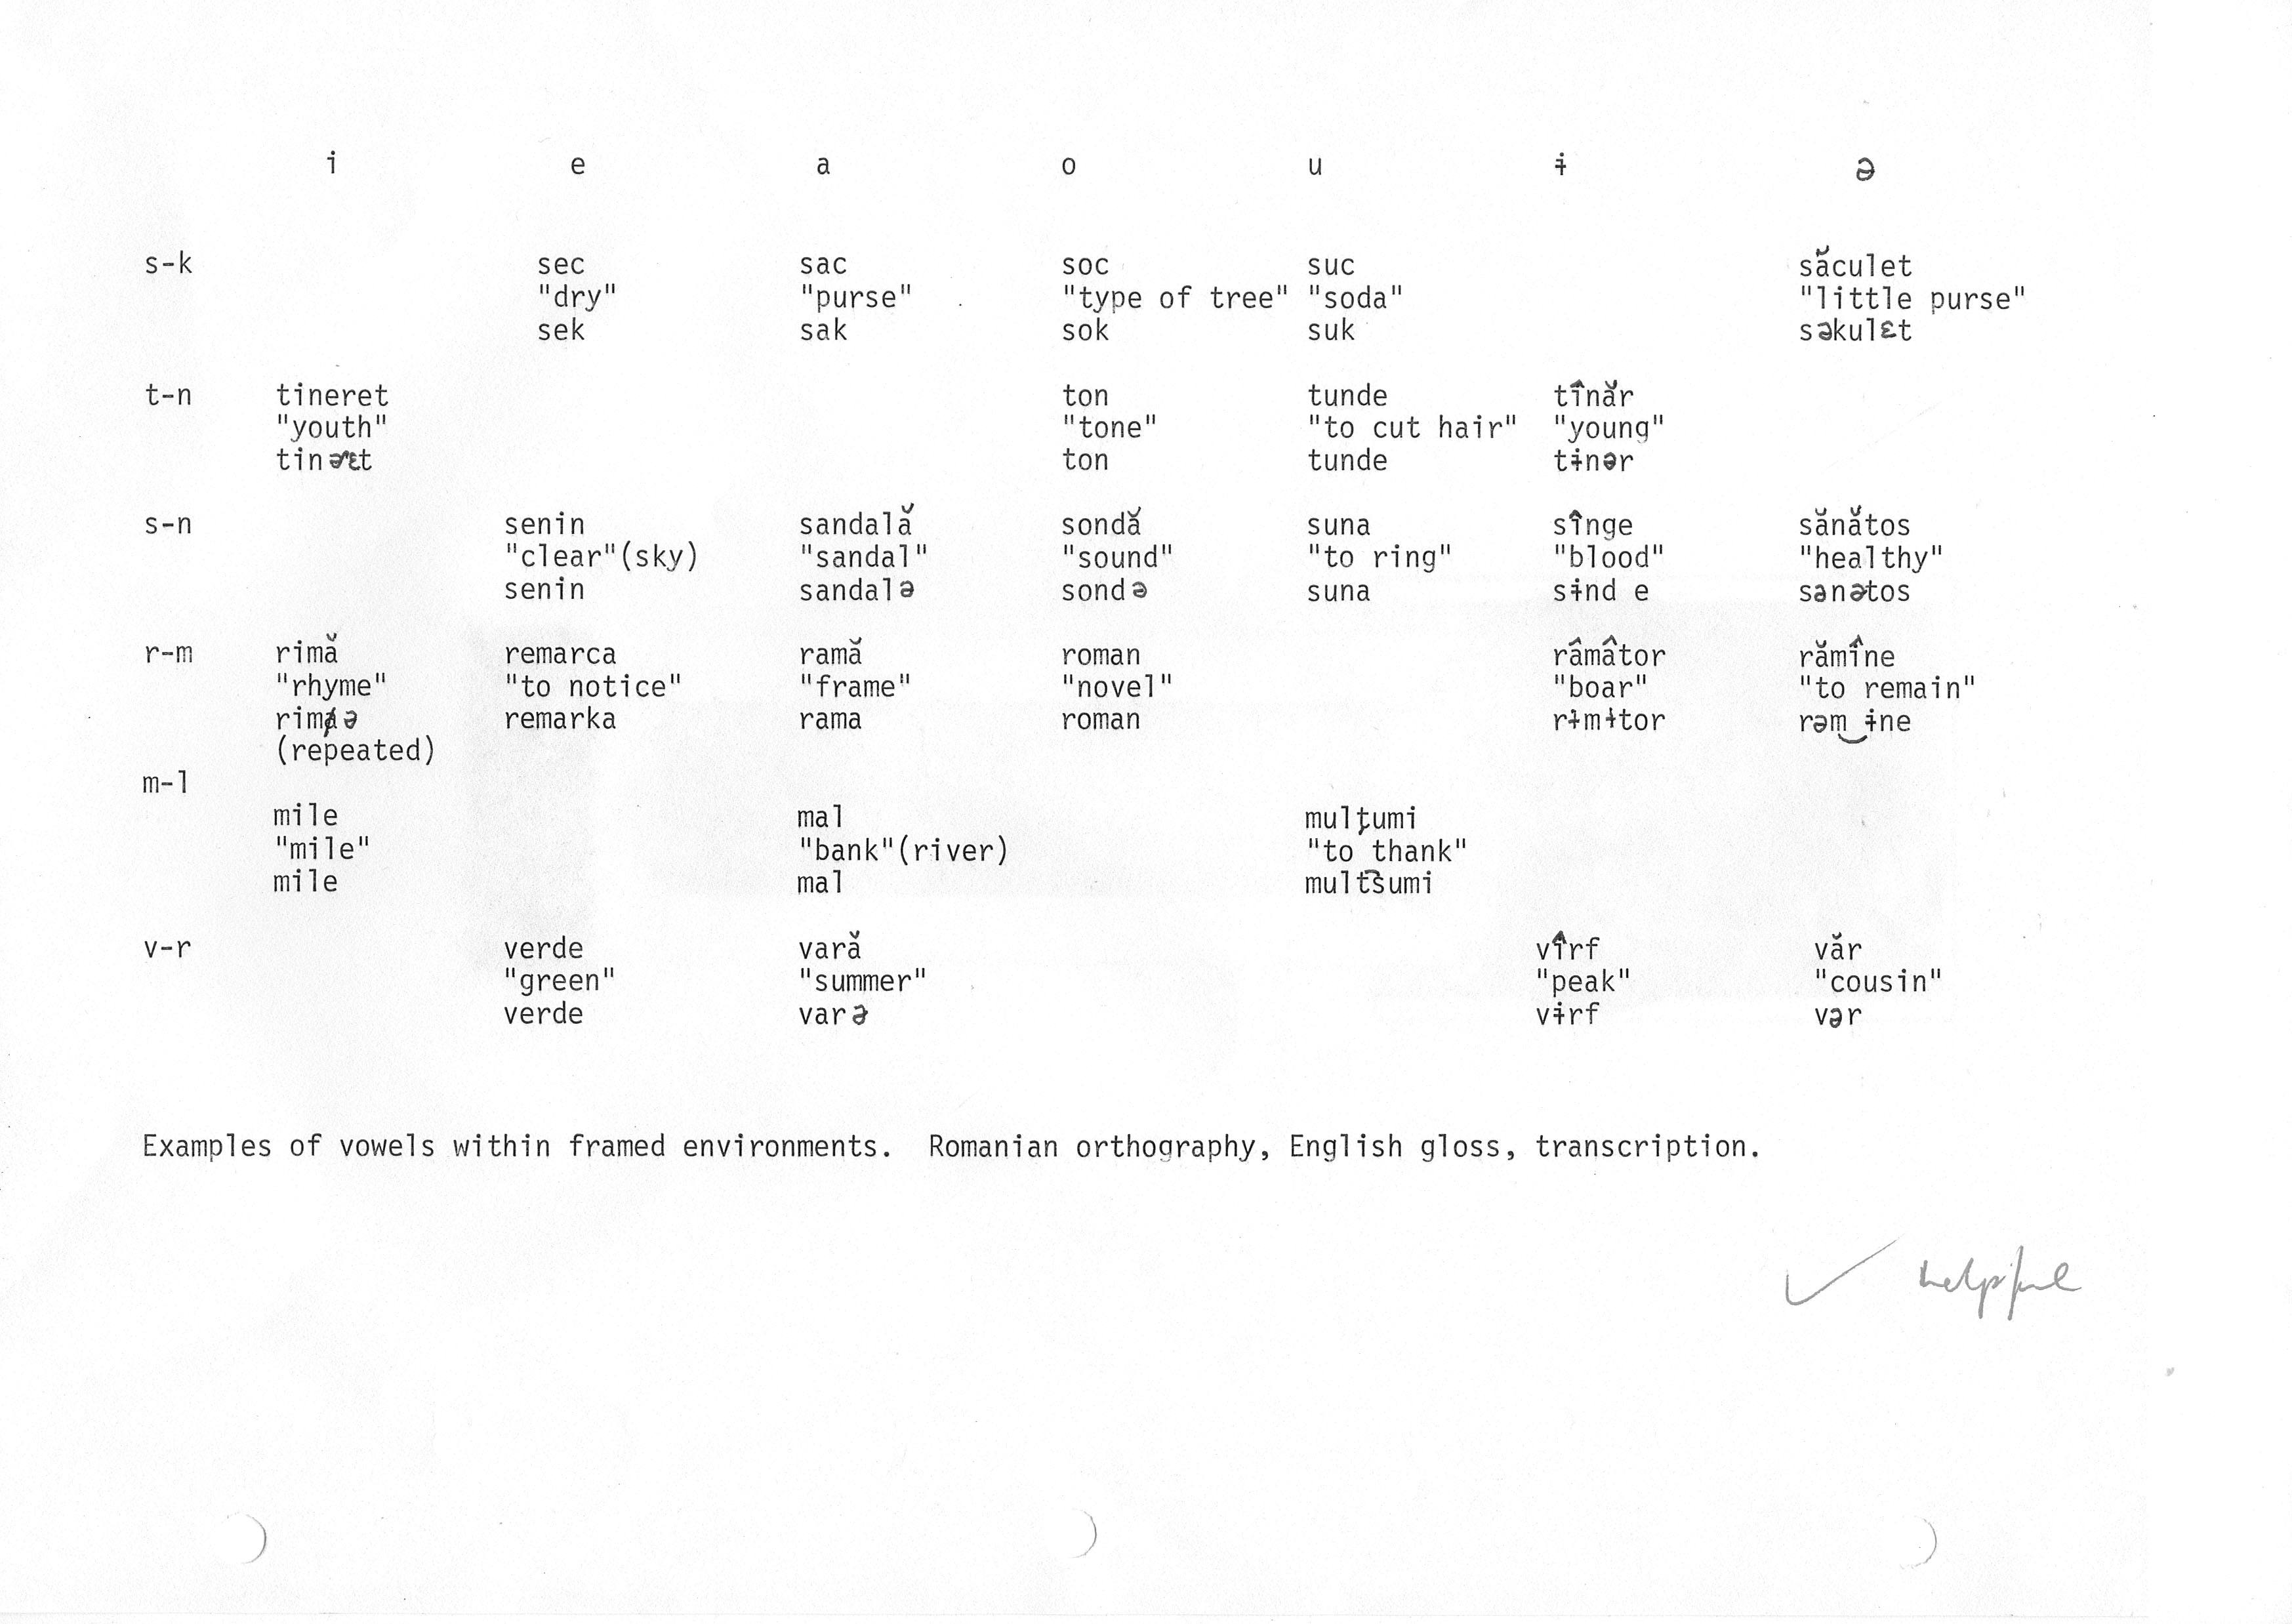 i e a o u ɨ ə
s-k sec sac soc suc săculet
"dry" "purse" "type of tree" "soda" "little purse"
sek sak sok suk səkulɛt
t-n tineret ton tunde tînăr
"youth" "tone" "to cut hair" "young"
tinərɛt ton tunde tɨnər
s-n senin sandală sondă suna sînge sănătos
"clear"(sky) "sandal" "sound" "to ring" "blood" "healthy"
senin sandalə sondə suna sɨnd e sənətos
r-m rimă remarca ramă roman râmâtor rămîne
"rhyme" "to notice" "frame" "novel" "boar" "to remain"
rimə remarka rama roman rɨmɨtor rəm‿ɨne
(repeated)
m-l
mile mal mulţumi
"mile" "bank"(river) "to thank"
mile mal mult͡sumi
v-r verde vară vîrf văr
"green" "summer" "peak" "cousin"
verde varə vɨrf vər
Examples of vowels within framed environments. Romanian orthography, English gloss, transcription.
✓ helpful